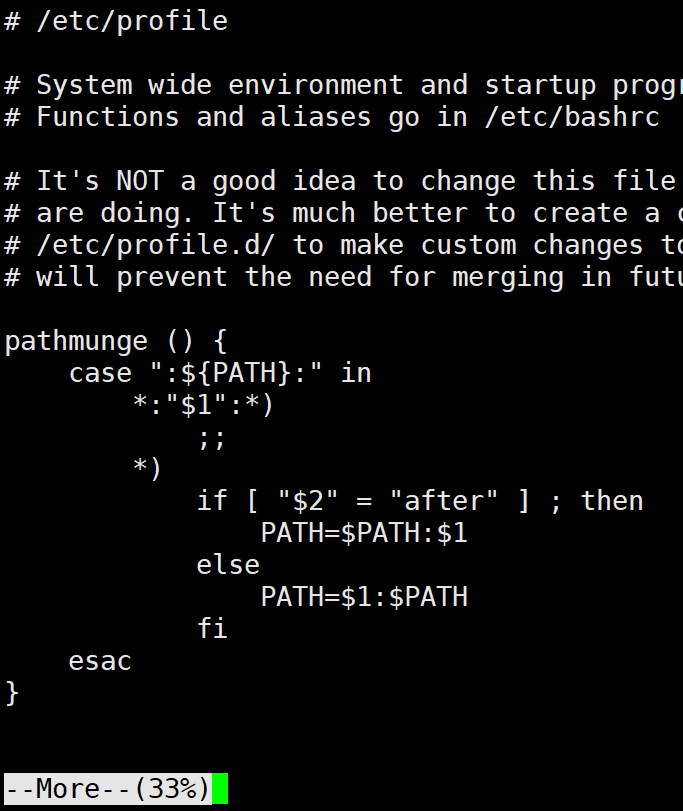 # /etc/profile
# System wide environment and startup
# Functions and aliases go in /etc/bashrc
# It's NOT a good idea to change this file
# are doing. It's much better to create a
# /etc/profile.d/ to make custom changes
# will prevent the need for merging in
pathmunge () {
    case ":${PATH}:" in
        *:"$1":*)
            ;;
        *)
            if [ "$2" = "after" ] ; then
                PATH=$PATH:$1
            else
                PATH=$1:$PATH
            fi
    esac
}
--More--(33%)